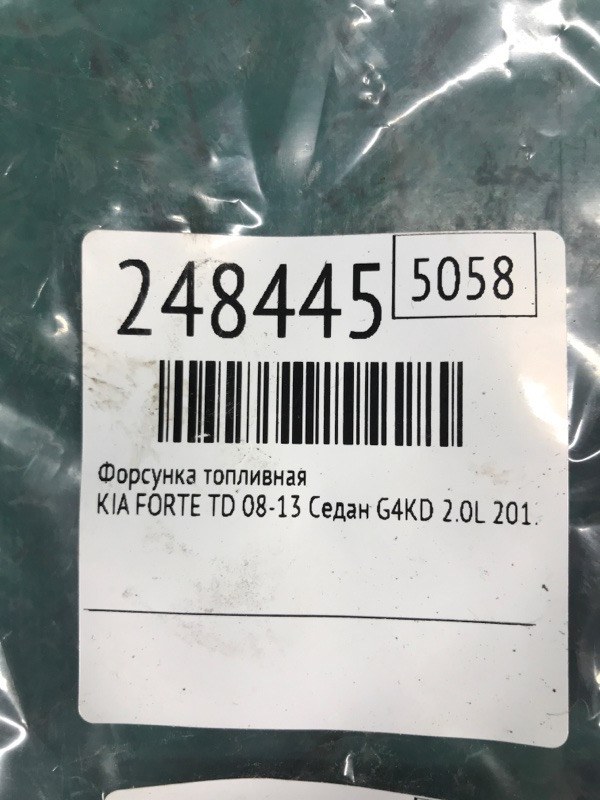 248445 5058
Форсунка топливная
KIA FORTE TD 08-13 Седан G4KD 2.0L 201.